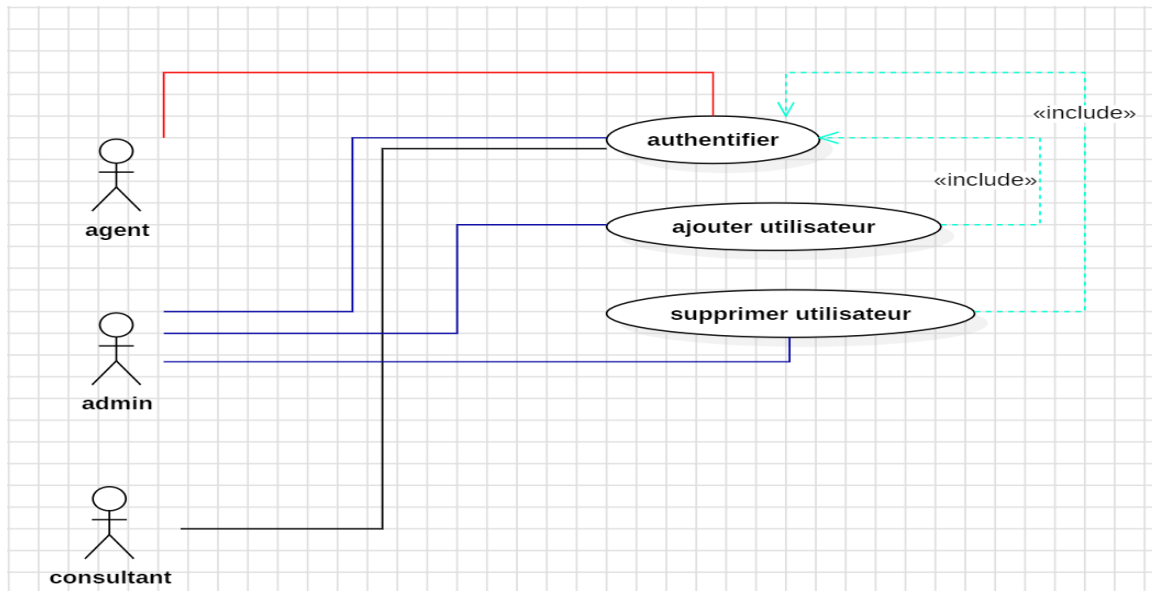 «include»
authentifier
«include»
ajouter utilisateur
agent
supprimer utilisateur
admin
consultant